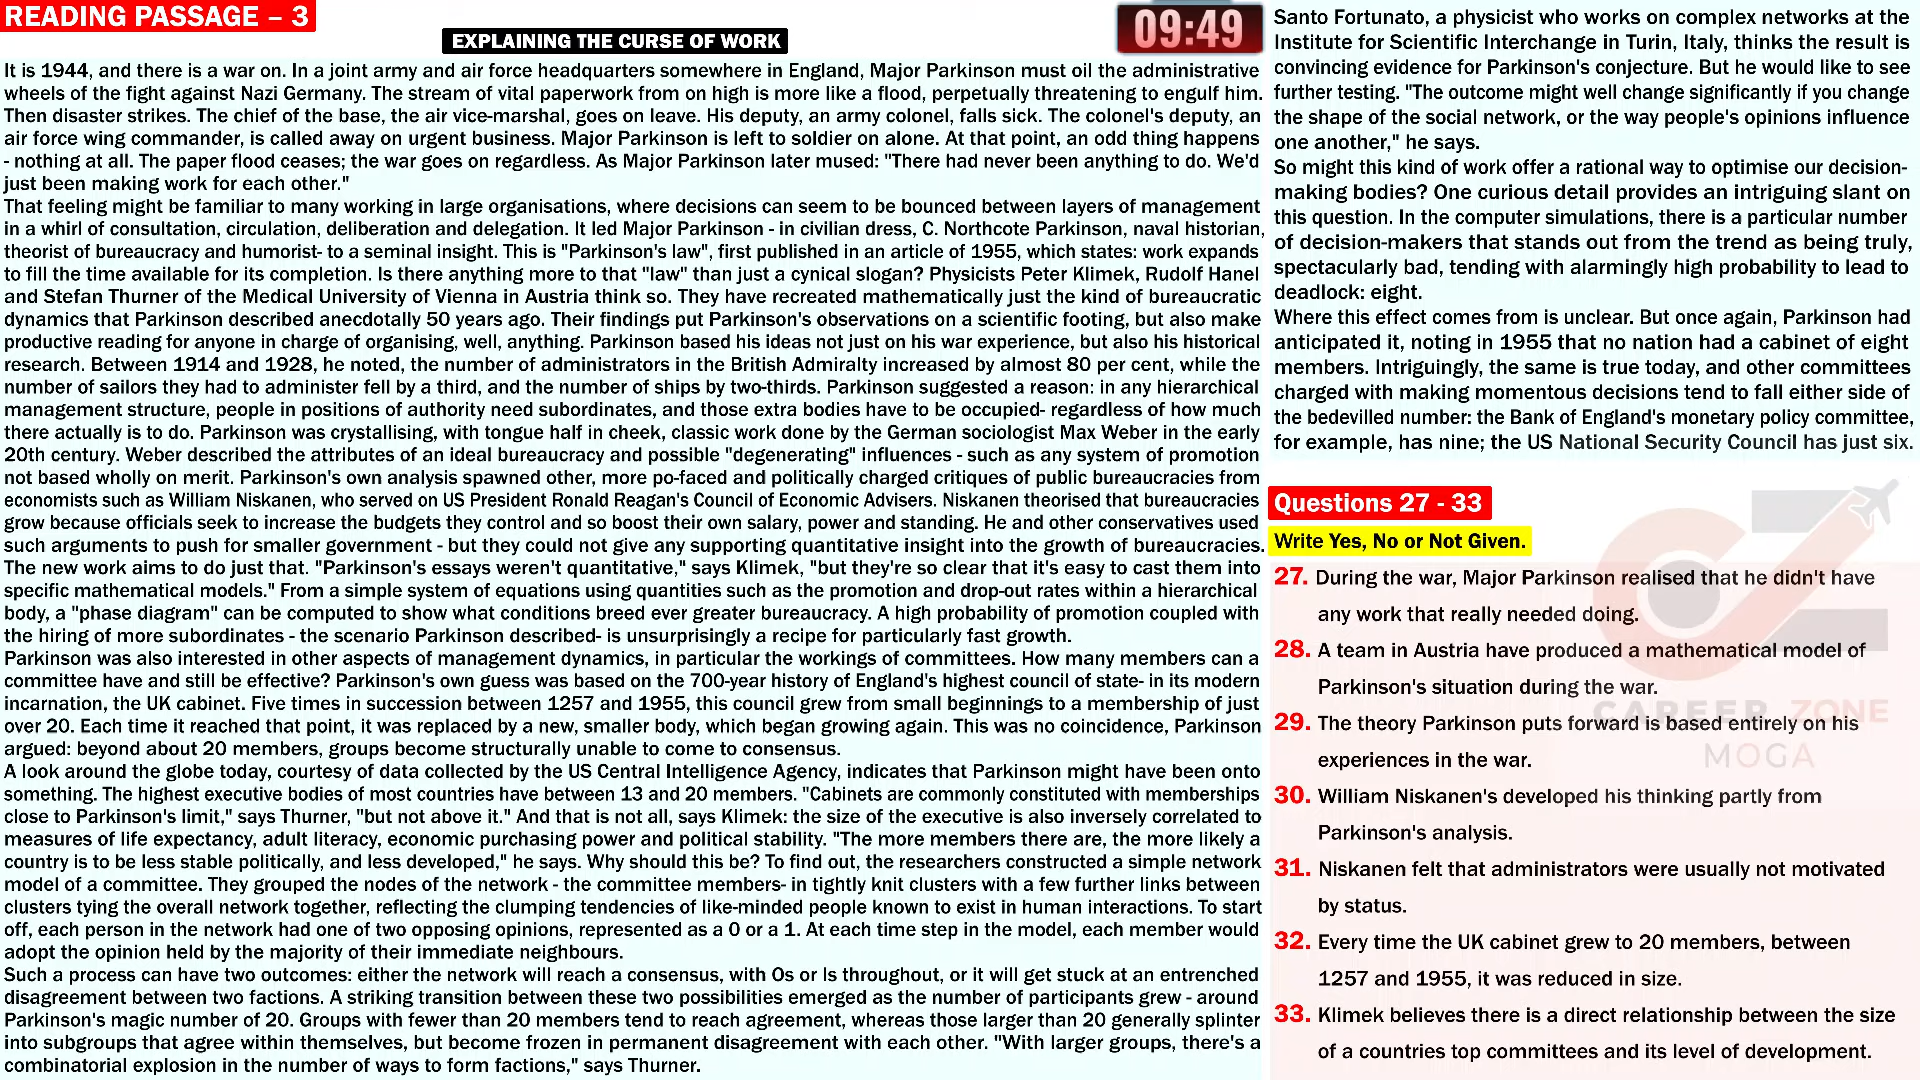 READING PASSAGE – 3
EXPLAINING THE CURSE OF WORK
09:49
It is 1944, and there is a war on. In a joint army and air force headquarters somewhere in England, Major Parkinson must oil the administrative
wheels of the fight against Nazi Germany. The stream of vital paperwork from on high is more like a flood, perpetually threatening to engulf him.
Then disaster strikes. The chief of the base, the air vice-marshal, goes on leave. His deputy, an army colonel, falls sick. The colonel's deputy, an
air force wing commander, is called away on urgent business. Major Parkinson is left to soldier on alone. At that point, an odd thing happens
- nothing at all. The paper flood ceases; the war goes on regardless. As Major Parkinson later mused: "There had never been anything to do. We'd
just been making work for each other."
That feeling might be familiar to many working in large organisations, where decisions can seem to be bounced between layers of management
in a whirl of consultation, circulation, deliberation and delegation. It led Major Parkinson - in civilian dress, C. Northcote Parkinson, naval historian,
theorist of bureaucracy and humorist- to a seminal insight. This is "Parkinson's law", first published in an article of 1955, which states: work expands
to fill the time available for its completion. Is there anything more to that "law" than just a cynical slogan? Physicists Peter Klimek, Rudolf Hanel
and Stefan Thurner of the Medical University of Vienna in Austria think so. They have recreated mathematically just the kind of bureaucratic
dynamics that Parkinson described anecdotally 50 years ago. Their findings put Parkinson's observations on a scientific footing, but also make
productive reading for anyone in charge of organising, well, anything. Parkinson based his ideas not just on his war experience, but also his historical
research. Between 1914 and 1928, he noted, the number of administrators in the British Admiralty increased by almost 80 per cent, while the
number of sailors they had to administer fell by a third, and the number of ships by two-thirds. Parkinson suggested a reason: in any hierarchical
management structure, people in positions of authority need subordinates, and those extra bodies have to be occupied- regardless of how much
there actually is to do. Parkinson was crystallising, with tongue half in cheek, classic work done by the German sociologist Max Weber in the early
20th century. Weber described the attributes of an ideal bureaucracy and possible "degenerating" influences - such as any system of promotion
not based wholly on merit. Parkinson's own analysis spawned other, more po-faced and politically charged critiques of public bureaucracies from
economists such as William Niskanen, who served on US President Ronald Reagan's Council of Economic Advisers. Niskanen theorised that bureaucracies
grow because officials seek to increase the budgets they control and so boost their own salary, power and standing. He and other conservatives used
such arguments to push for smaller government - but they could not give any supporting quantitative insight into the growth of bureaucracies.
The new work aims to do just that. "Parkinson's essays weren't quantitative," says Klimek, "but they're so clear that it's easy to cast them into
specific mathematical models." From a simple system of equations using quantities such as the promotion and drop-out rates within a hierarchical
body, a "phase diagram" can be computed to show what conditions breed ever greater bureaucracy. A high probability of promotion coupled with
the hiring of more subordinates - the scenario Parkinson described- is unsurprisingly a recipe for particularly fast growth.
Parkinson was also interested in other aspects of management dynamics, in particular the workings of committees. How many members can a
committee have and still be effective? Parkinson's own guess was based on the 700-year history of England's highest council of state- in its modern
incarnation, the UK cabinet. Five times in succession between 1257 and 1955, this council grew from small beginnings to a membership of just
over 20. Each time it reached that point, it was replaced by a new, smaller body, which began growing again. This was no coincidence, Parkinson
argued: beyond about 20 members, groups become structurally unable to come to consensus.
A look around the globe today, courtesy of data collected by the US Central Intelligence Agency, indicates that Parkinson might have been onto
something. The highest executive bodies of most countries have between 13 and 20 members. "Cabinets are commonly constituted with memberships
close to Parkinson's limit," says Thurner, "but not above it." And that is not all, says Klimek: the size of the executive is also inversely correlated to
measures of life expectancy, adult literacy, economic purchasing power and political stability. "The more members there are, the more likely a
country is to be less stable politically, and less developed," he says. Why should this be? To find out, the researchers constructed a simple network
model of a committee. They grouped the nodes of the network - the committee members- in tightly knit clusters with a few further links between
clusters tying the overall network together, reflecting the clumping tendencies of like-minded people known to exist in human interactions. To start
off, each person in the network had one of two opposing opinions, represented as a 0 or a 1. At each time step in the model, each member would
adopt the opinion held by the majority of their immediate neighbours.
Such a process can have two outcomes: either the network will reach a consensus, with Os or Is throughout, or it will get stuck at an entrenched
disagreement between two factions. A striking transition between these two possibilities emerged as the number of participants grew - around
Parkinson's magic number of 20. Groups with fewer than 20 members tend to reach agreement, whereas those larger than 20 generally splinter
into subgroups that agree within themselves, but become frozen in permanent disagreement with each other. "With larger groups, there's a
combinatorial explosion in the number of ways to form factions," says Thurner.
Santo Fortunato, a physicist who works on complex networks at the
Institute for Scientific Interchange in Turin, Italy, thinks the result is
convincing evidence for Parkinson's conjecture. But he would like to see
further testing. "The outcome might well change significantly if you change
the shape of the social network, or the way people's opinions influence
one another," he says.
So might this kind of work offer a rational way to optimise our decision-
making bodies? One curious detail provides an intriguing slant on
this question. In the computer simulations, there is a particular number
of decision-makers that stands out from the trend as being truly,
spectacularly bad, tending with alarmingly high probability to lead to
deadlock: eight.
Where this effect comes from is unclear. But once again, Parkinson had
anticipated it, noting in 1955 that no nation had a cabinet of eight
members. Intriguingly, the same is true today, and other committees
charged with making momentous decisions tend to fall either side of
the bedevilled number: the Bank of England's monetary policy committee,
for example, has nine; the US National Security Council has just six.
Questions 27 - 33
Write Yes, No or Not Given.
27. During the war, Major Parkinson realised that he didn't have
any work that really needed doing.
28. A team in Austria have produced a mathematical model of
Parkinson's situation during the war.
29. The theory Parkinson puts forward is based entirely on his
experiences in the war.
30. William Niskanen's developed his thinking partly from
Parkinson's analysis.
31. Niskanen felt that administrators were usually not motivated
by status.
32. Every time the UK cabinet grew to 20 members, between
1257 and 1955, it was reduced in size.
33. Klimek believes there is a direct relationship between the size
of a countries top committees and its level of development.
CAREER ZONE
MOGA